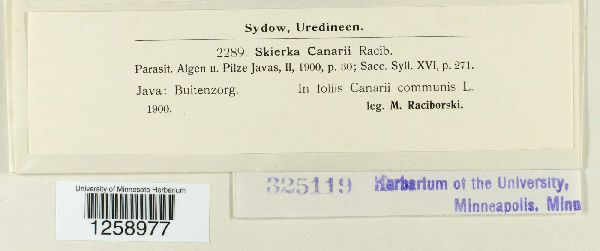 Sydow, Uredineen.
2289. Skierka Canarii Racib.
Parasit. Algen u. Pilze Javas, II, 1900, p. 30; Sacc. Syll. XVI, p. 271.
Java: Buitenzorg. In foliis Canarii communis L.
1900. leg. M. Raciborski.
University of Minnesota Herbarium
1258977
325119 Herbarium of the University,
Minneapolis, Minn